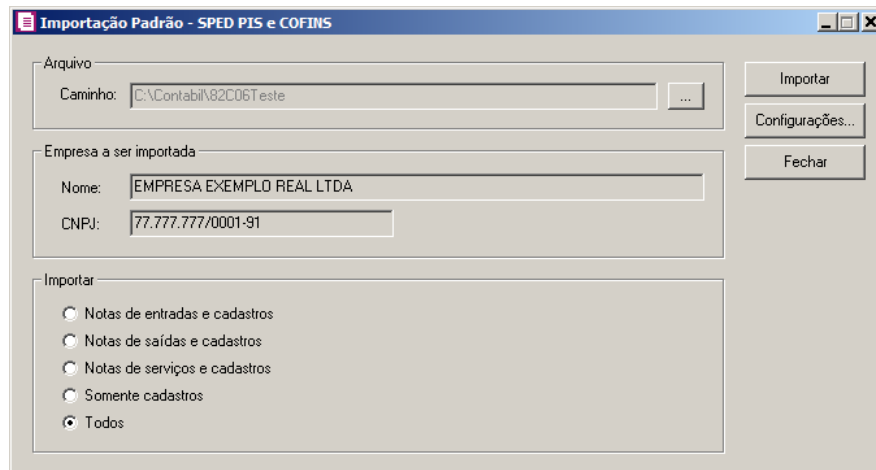 Importação Padrão - SPED PIS e COFINS
Arquivo
Caminho: C:\Contabil\82C06Teste ...
Importar
Configurações...
Fechar
Empresa a ser importada
Nome: EMPRESA EXEMPLO REAL LTDA
CNPJ: 77.777.777/0001-91
Importar
Notas de entradas e cadastros
Notas de saídas e cadastros
Notas de serviços e cadastros
Somente cadastros
Todos